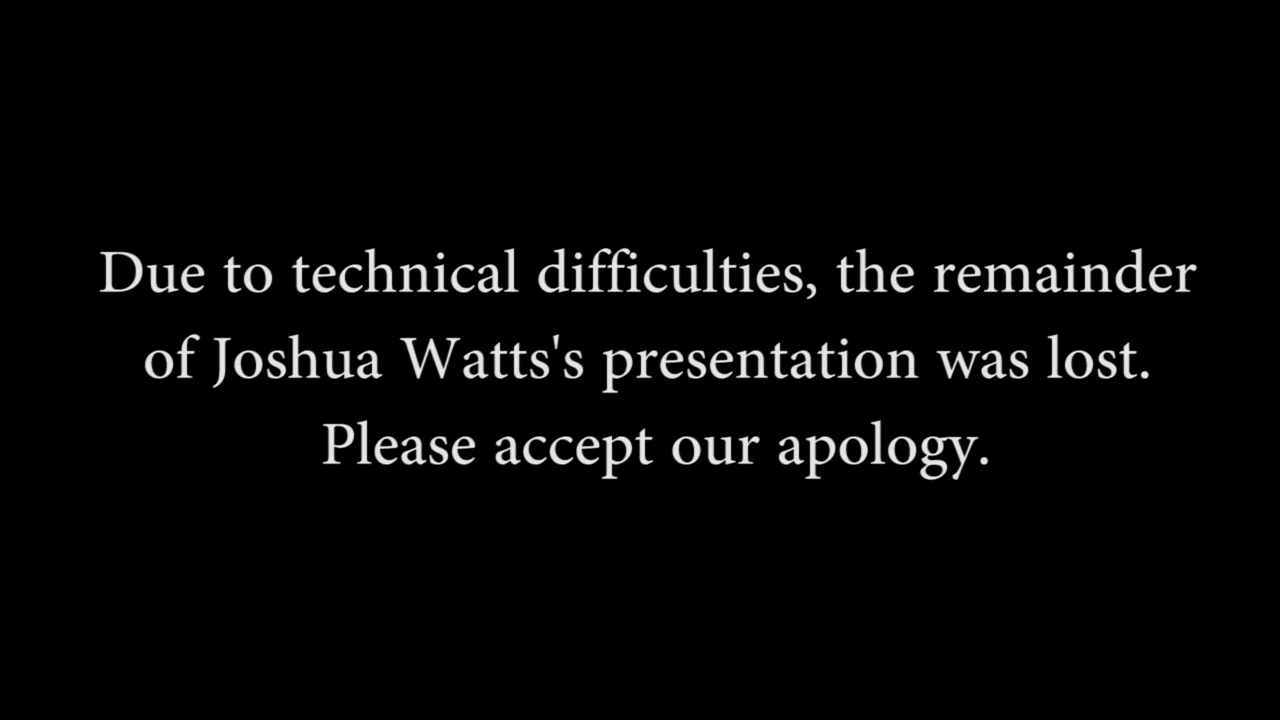 Due to technical difficulties, the remainder
of Joshua Watts's presentation was lost.
Please accept our apology.